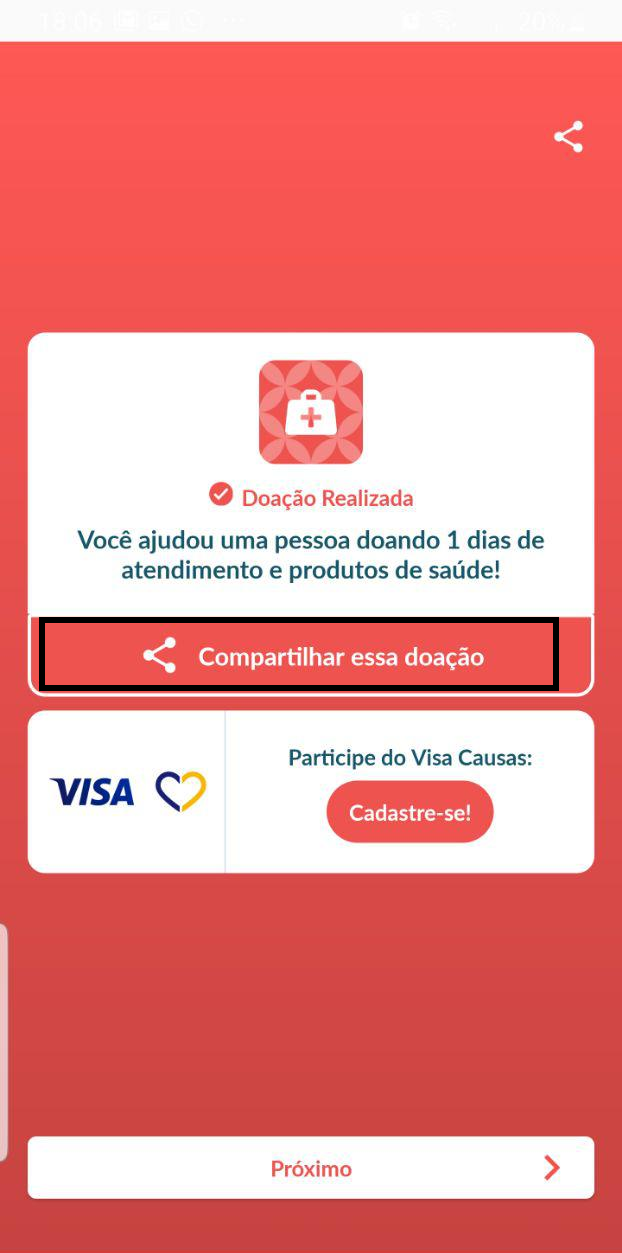 18:06
20%
Doação Realizada
Você ajudou uma pessoa doando 1 dias de
atendimento e produtos de saúde!
Compartilhar essa doação
VISA
Participe do Visa Causas:
Cadastre-se!
Próximo